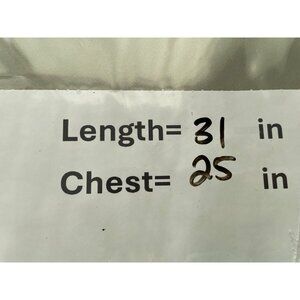 Length= 31 in
Chest= 25 in